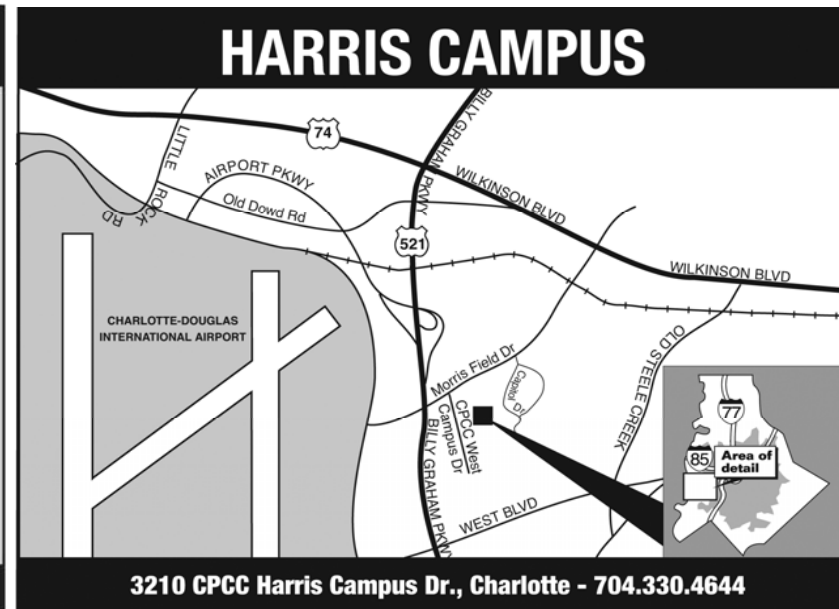 HARRIS CAMPUS
BILLY GRAHAM PKWY
74
LITTLE
ROCK
RD
AIRPORT PKWY
Old Dowd Rd
WILKINSON BLVD
521
WILKINSON BLVD
CHARLOTTE-DOUGLAS
INTERNATIONAL AIRPORT
Morris Field Dr
Capitol Dr
OLD STEELE CREEK
CPCC West
Campus Dr
BILLY GRAHAM PKWY
WEST BLVD
77
85
Area of
detail
3210 CPCC Harris Campus Dr., Charlotte - 704.330.4644